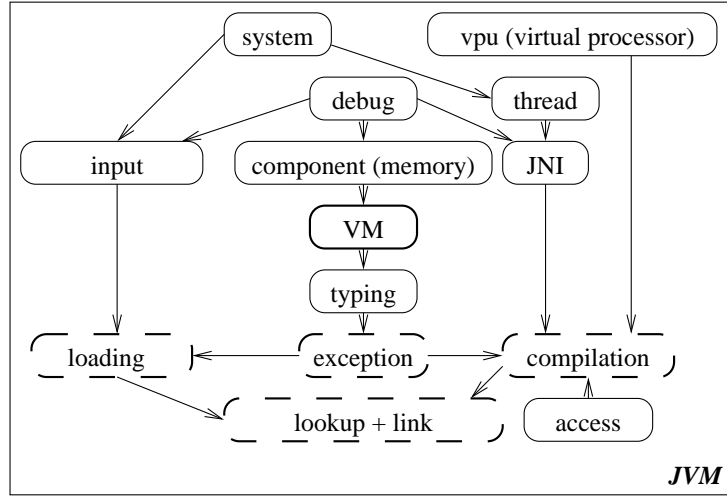 system
vpu (virtual processor)
debug
thread
input
component (memory)
JNI
VM
typing
loading
exception
compilation
lookup + link
access
JVM